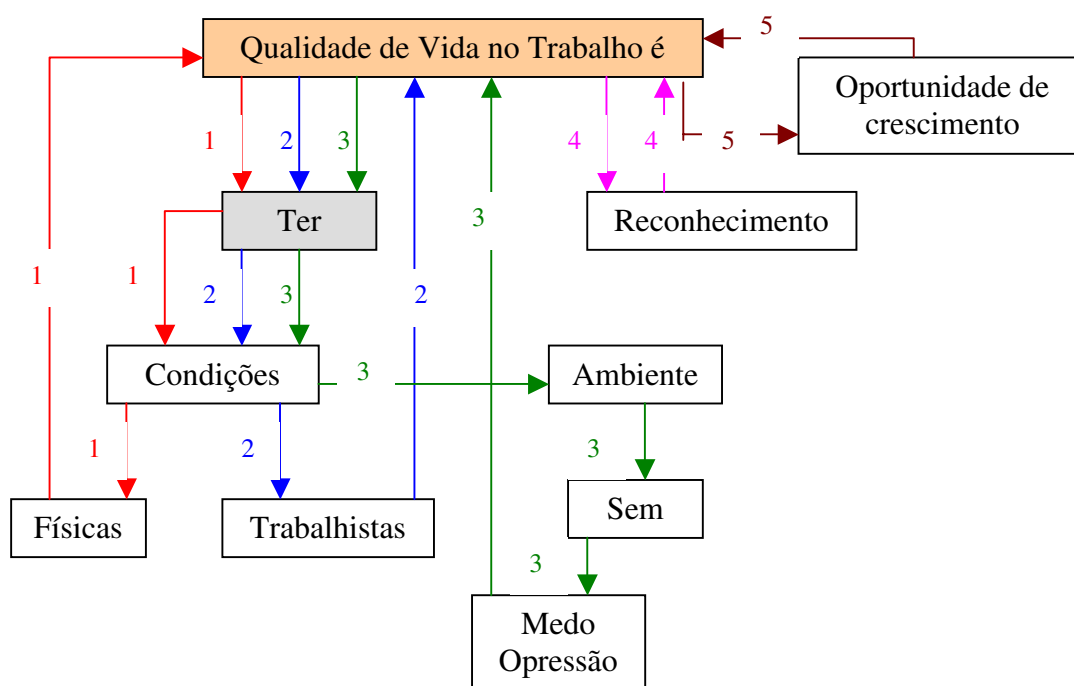 Qualidade de Vida no Trabalho é
5
Oportunidade de
crescimento
1
2
3
4
4
5
Ter
3
Reconhecimento
1
1
2
3
2
Condições
3
Ambiente
1
2
3
Físicas
Trabalhistas
Sem
3
Medo
Opressão